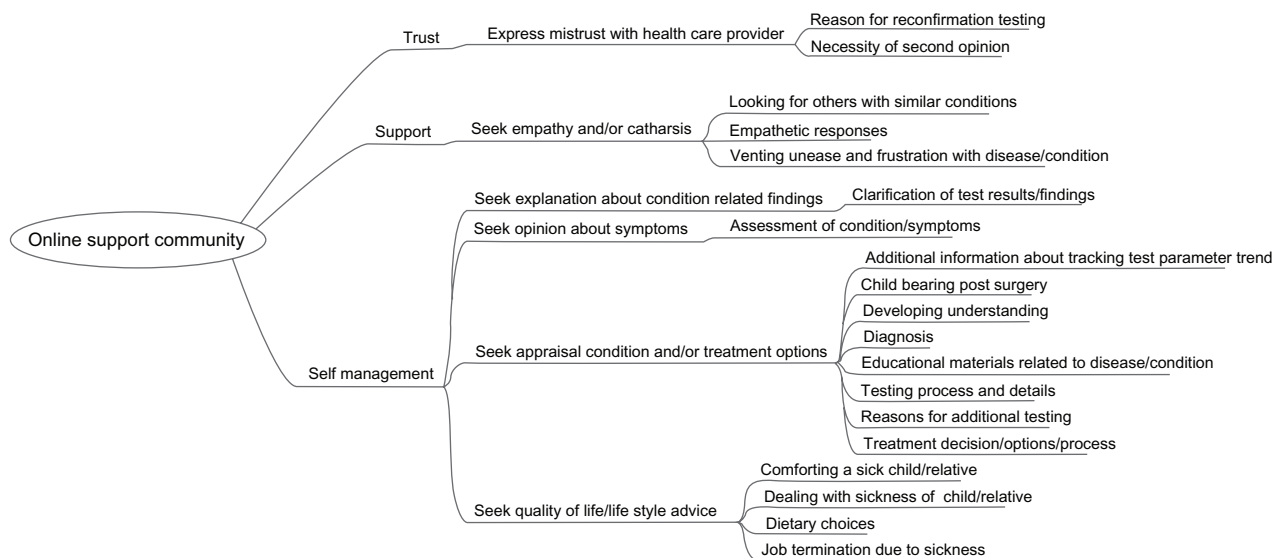 Reason for reconfirmation testing
Trust
Express mistrust with health care provider
Necessity of second opinion
Looking for others with similar conditions
Support
Seek empathy and/or catharsis
Empathetic responses
Venting unease and frustration with disease/condition
Seek explanation about condition related findings
Clarification of test results/findings
Seek opinion about symptoms
Assessment of condition/symptoms
Online support community
Additional information about tracking test parameter trend
Child bearing post surgery
Developing understanding
Diagnosis
Self management
Seek appraisal condition and/or treatment options
Educational materials related to disease/condition
Testing process and details
Reasons for additional testing
Treatment decision/options/process
Comforting a sick child/relative
Dealing with sickness of child/relative
Seek quality of life/life style advice
Dietary choices
Job termination due to sickness